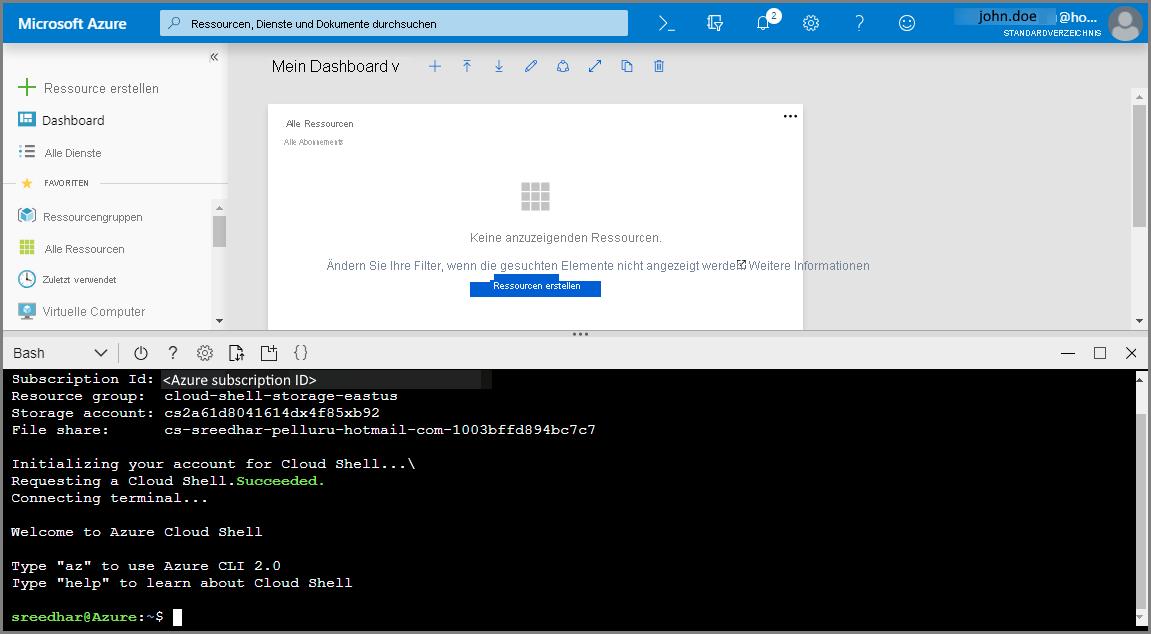 Microsoft Azure
Ressourcen, Dienste und Dokumente durchsuchen
2
john.doe @ho...
STANDARDVERZEICHNIS
Ressource erstellen
Dashboard
Alle Dienste
FAVORITEN
Ressourcengruppen
Alle Ressourcen
Zuletzt verwendet
Virtuelle Computer
Mein Dashboard v
Alle Ressourcen
Alle Abonnements
Keine anzuzeigenden Ressourcen.
Ändern Sie Ihre Filter, wenn die gesuchten Elemente nicht angezeigt werde Weitere Informationen
Ressourcen erstellen
Bash
Subscription Id: <Azure subscription ID>
Resource group: cloud-shell-storage-eastus
Storage account: cs2a61d8041614dx4f85xb92
File share: cs-sreedhar-pelluru-hotmail-com-1003bffd894bc7c7
Initializing your account for Cloud Shell...\
Requesting a Cloud Shell.Succeeded.
Connecting terminal...
Welcome to Azure Cloud Shell
Type "az" to use Azure CLI 2.0
Type "help" to learn about Cloud Shell
sreedhar@Azure:~$